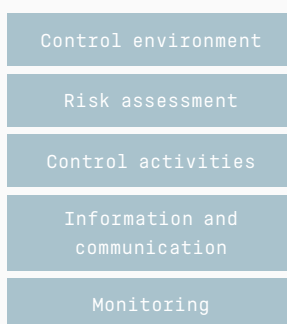 Control environment
Risk assessment
Control activities
Information and
communication
Monitoring